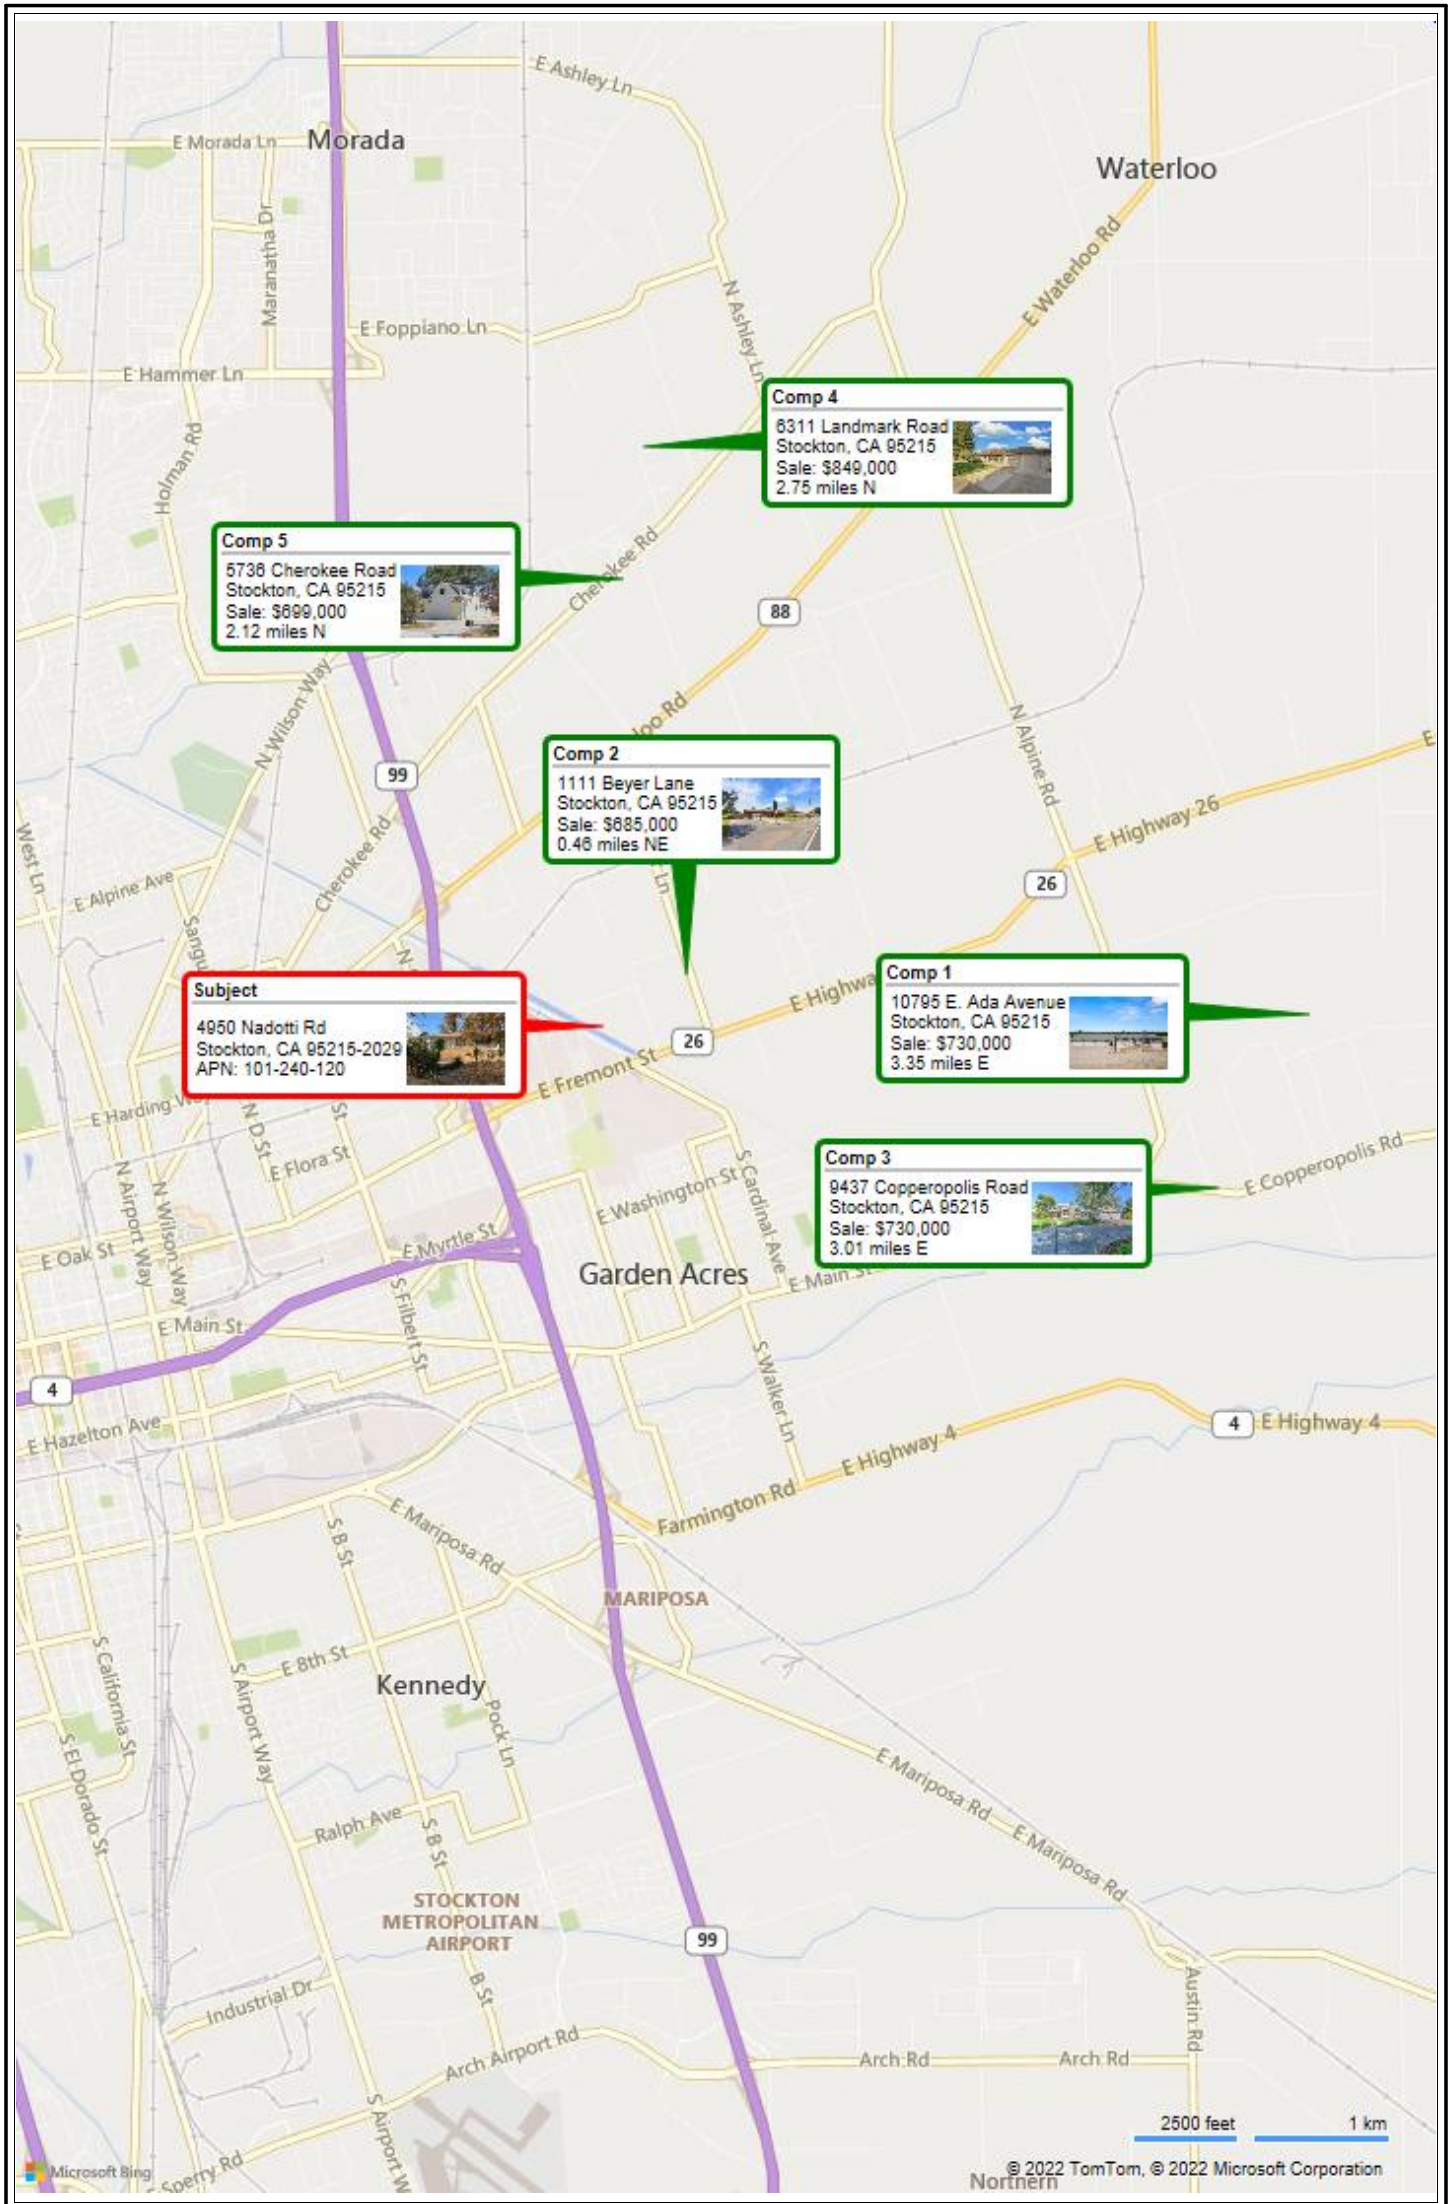 E Ashley Ln
E Morada Ln
Morada
Waterloo
Maranatha Dr
E Waterloo Rd
N Ashley Ln
E Foppiano Ln
E Hammer Ln
Holman Rd
Comp 4
6311 Landmark Road
Stockton, CA 95215
Sale: $849,000
2.75 miles N
Comp 5
5736 Cherokee Road
Stockton, CA 95215
Sale: $699,000
2.12 miles N
Cherokee Rd
88
N Wilson Way
loo Rd
N Alpine Rd
99
Comp 2
1111 Beyer Lane
Stockton, CA 95215
Sale: $685,000
0.46 miles NE
E
E Highway 26
West Ln
Cherokee Rd
E Alpine Ave
Ln
26
Sangu
N
E Highwa
Comp 1
10795 E. Ada Avenue
Stockton, CA 95215
Sale: $730,000
3.35 miles E
Subject
4950 Nadotti Rd
Stockton, CA 95215-2029
APN: 101-240-120
26
E Fremont St
E Harding W
St
N D St
E Flora St
Comp 3
9437 Copperopolis Road
Stockton, CA 95215
Sale: $730,000
3.01 miles E
E Copperopolis Rd
N Airport Way
N Wilson Way
E Washington St
S Cardinal Ave
E Oak St
E Myrtle St
Garden Acres
E Main St
S Filbert St
E Main St
S Walker Ln
4
E Hazelton Ave
E Highway 4
4
E Highway 4
Farmington Rd
E Mariposa Rd
S B St
MARIPOSA
E 8th St
Kennedy
S California St
S Airport Way
Pock Ln
S El Dorado St
E Mariposa Rd
Ralph Ave
S B St
E Mariposa Rd
STOCKTON
METROPOLITAN
AIRPORT
99
B St
Industrial Dr
Austin Rd
Arch Airport Rd
Arch Rd
Arch Rd
S Airport W
2500 feet
1 km
Microsoft Bing
Sperry Rd
© 2022 TomTom, © 2022 Microsoft Corporation
Northern